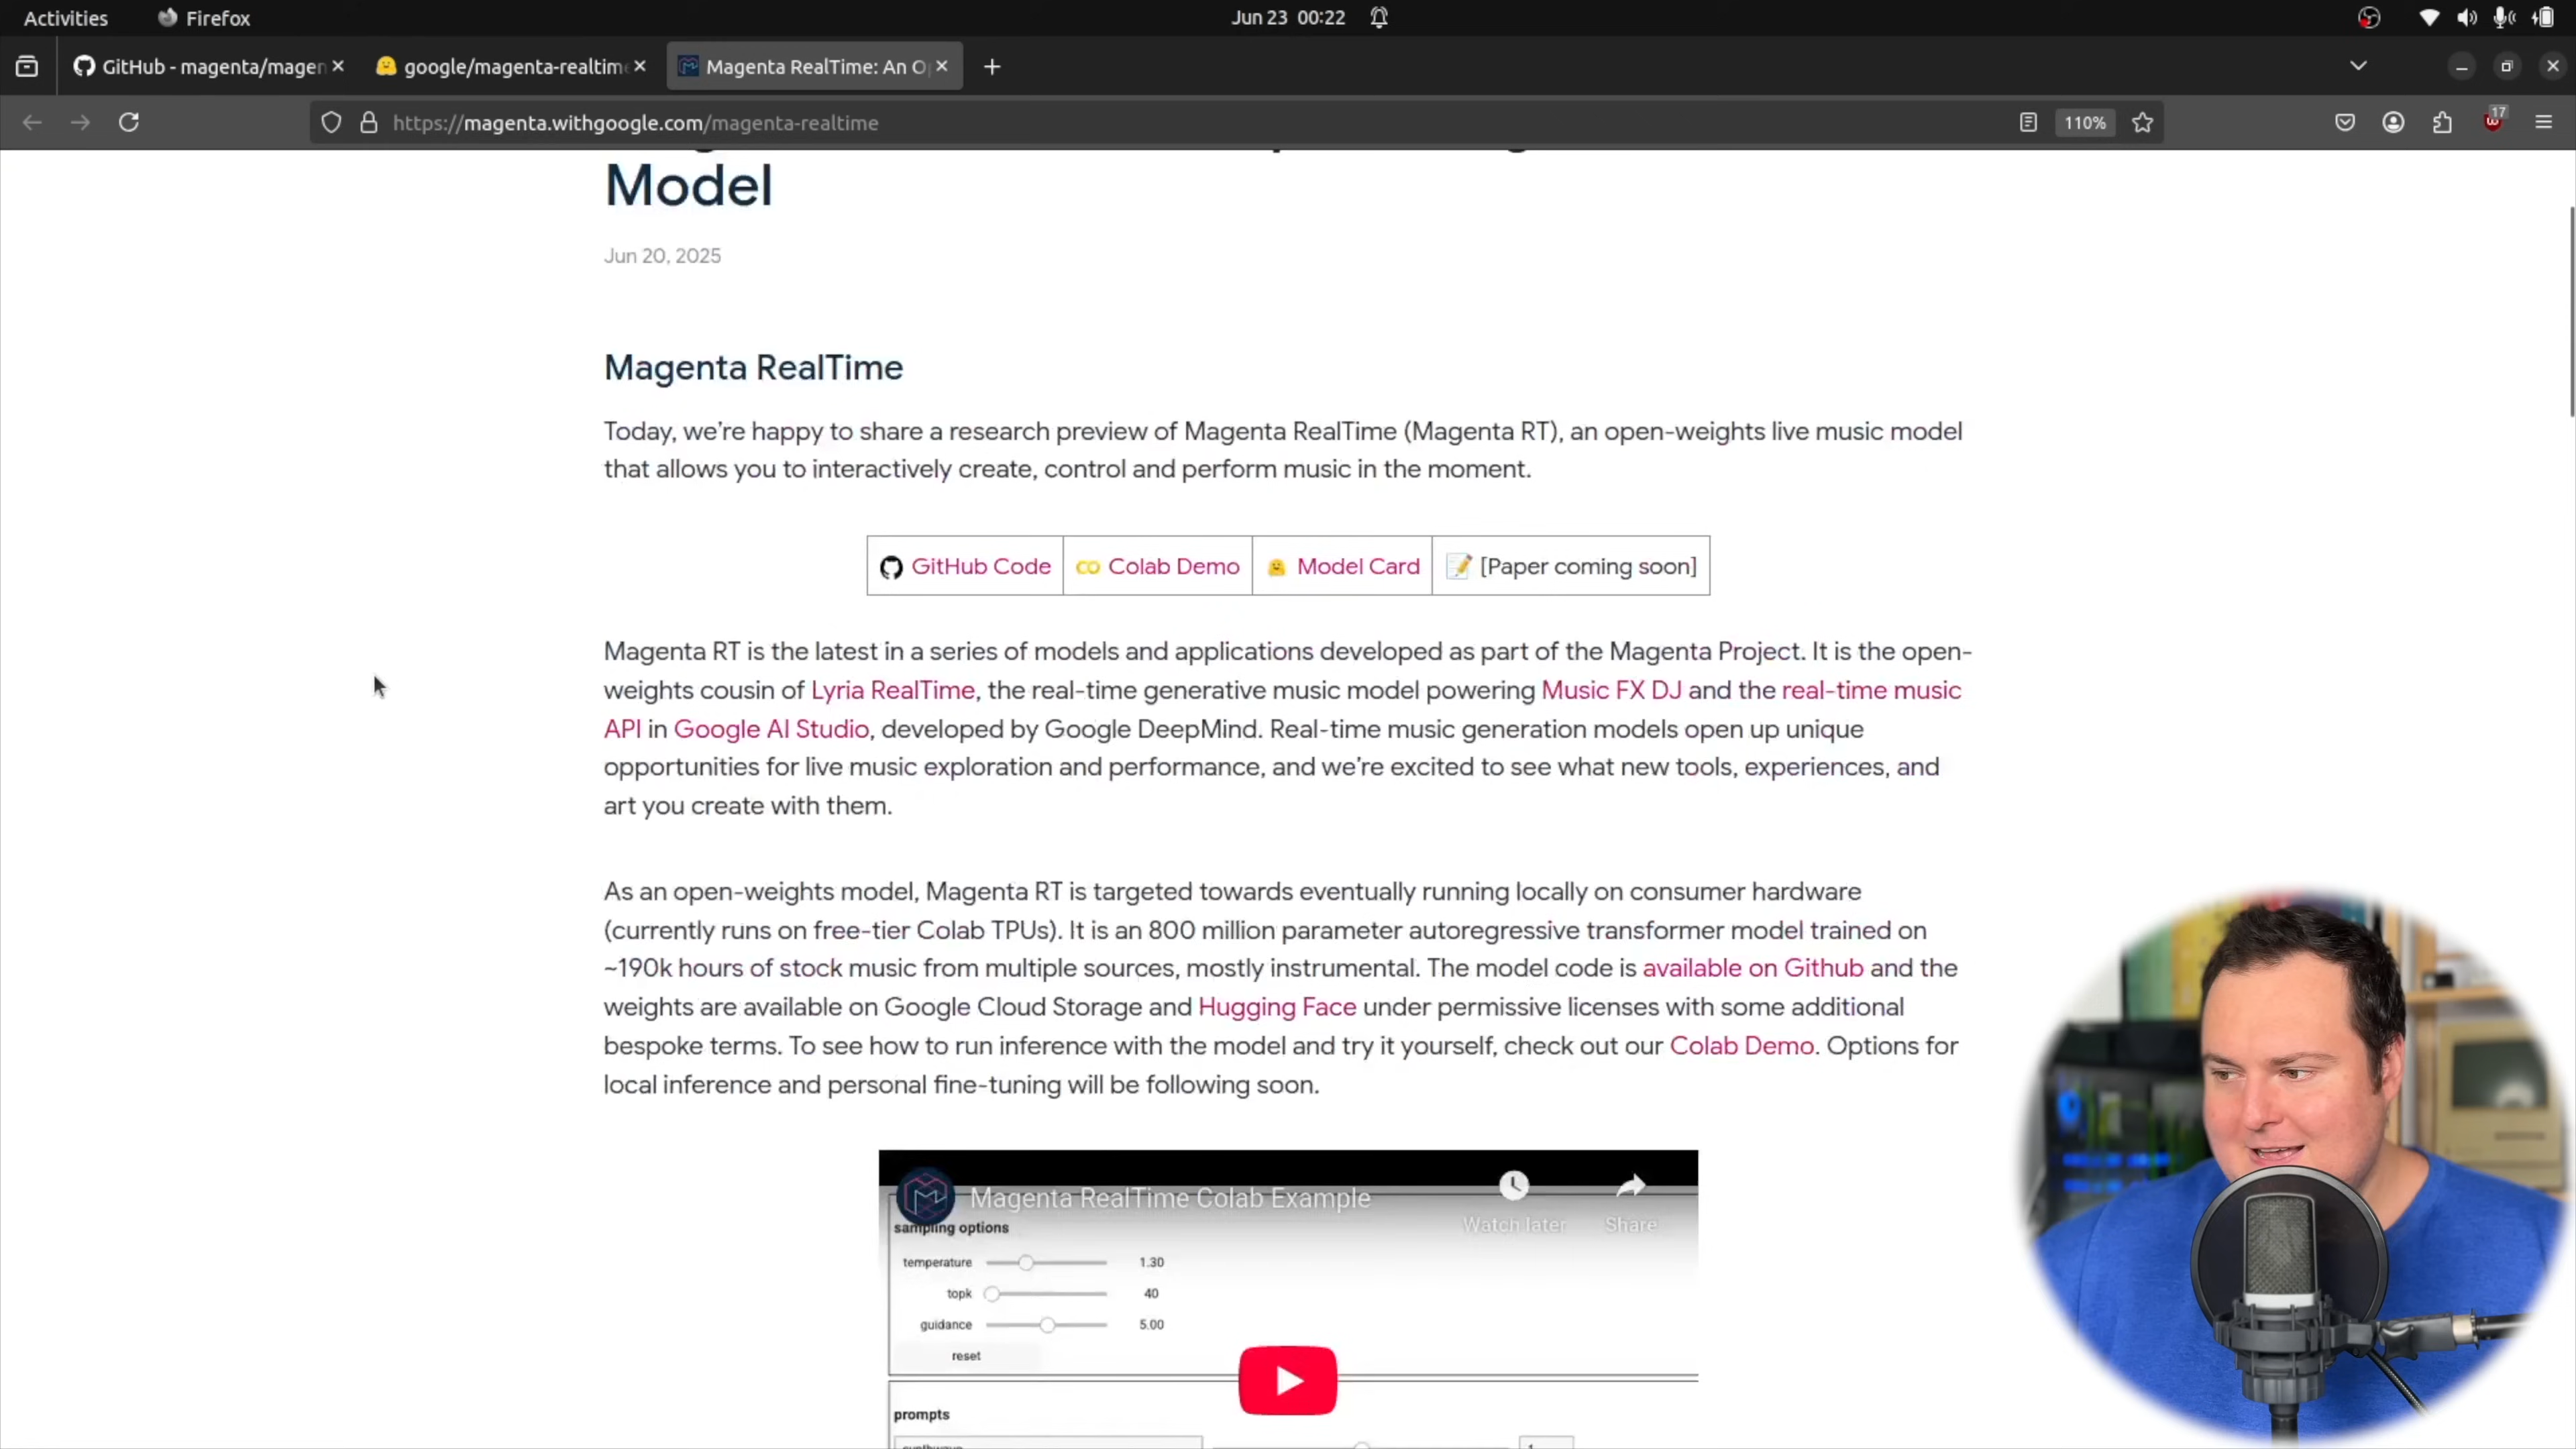 Activities Firefox Jun 23 00:22
GitHub - magenta/magen google/magenta-realtime Magenta RealTime: An O
https://magenta.withgoogle.com/magenta-realtime 110% 17
Model
Jun 20, 2025
Magenta RealTime
Today, we're happy to share a research preview of Magenta RealTime (Magenta RT), an open-weights live music model
that allows you to interactively create, control and perform music in the moment.
GitHub Code Colab Demo Model Card [Paper coming soon]
Magenta RT is the latest in a series of models and applications developed as part of the Magenta Project. It is the open-
weights cousin of Lyria RealTime, the real-time generative music model powering Music FX DJ and the real-time music
API in Google AI Studio, developed by Google DeepMind. Real-time music generation models open up unique
opportunities for live music exploration and performance, and we're excited to see what new tools, experiences, and
art you create with them.
As an open-weights model, Magenta RT is targeted towards eventually running locally on consumer hardware
(currently runs on free-tier Colab TPUs). It is an 800 million parameter autoregressive transformer model trained on
~190k hours of stock music from multiple sources, mostly instrumental. The model code is available on Github and the
weights are available on Google Cloud Storage and Hugging Face under permissive licenses with some additional
bespoke terms. To see how to run inference with the model and try it yourself, check out our Colab Demo. Options for
local inference and personal fine-tuning will be following soon.
Magenta RealTime Colab Example
Watch later Share
sampling options
temperature 1.30
topk 40
guidance 5.00
reset
prompts